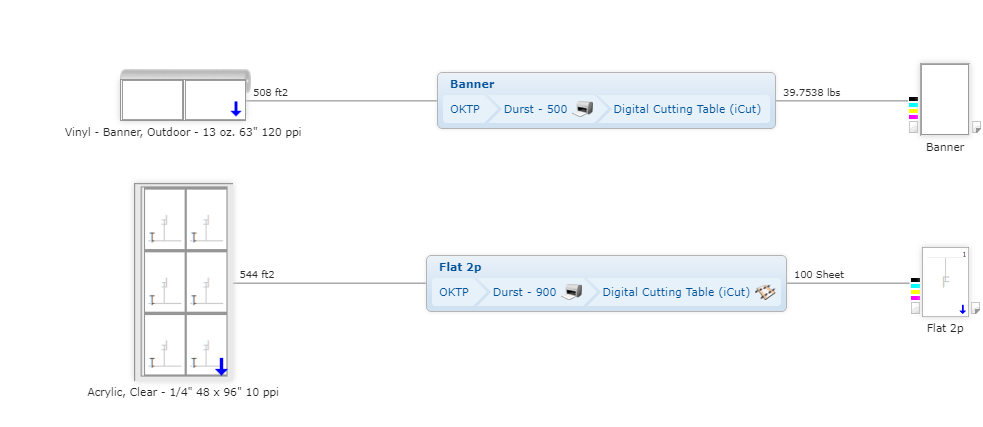 Banner
508 ft2
39.7538 lbs
OKTP Durst - 500 Digital Cutting Table (iCut)
Vinyl - Banner, Outdoor - 13 oz. 63" 120 ppi
Banner
Flat 2p
544 ft2
100 Sheet
1
OKTP Durst - 900 Digital Cutting Table (iCut)
Flat 2p
Acrylic, Clear - 1/4" 48 x 96" 10 ppi